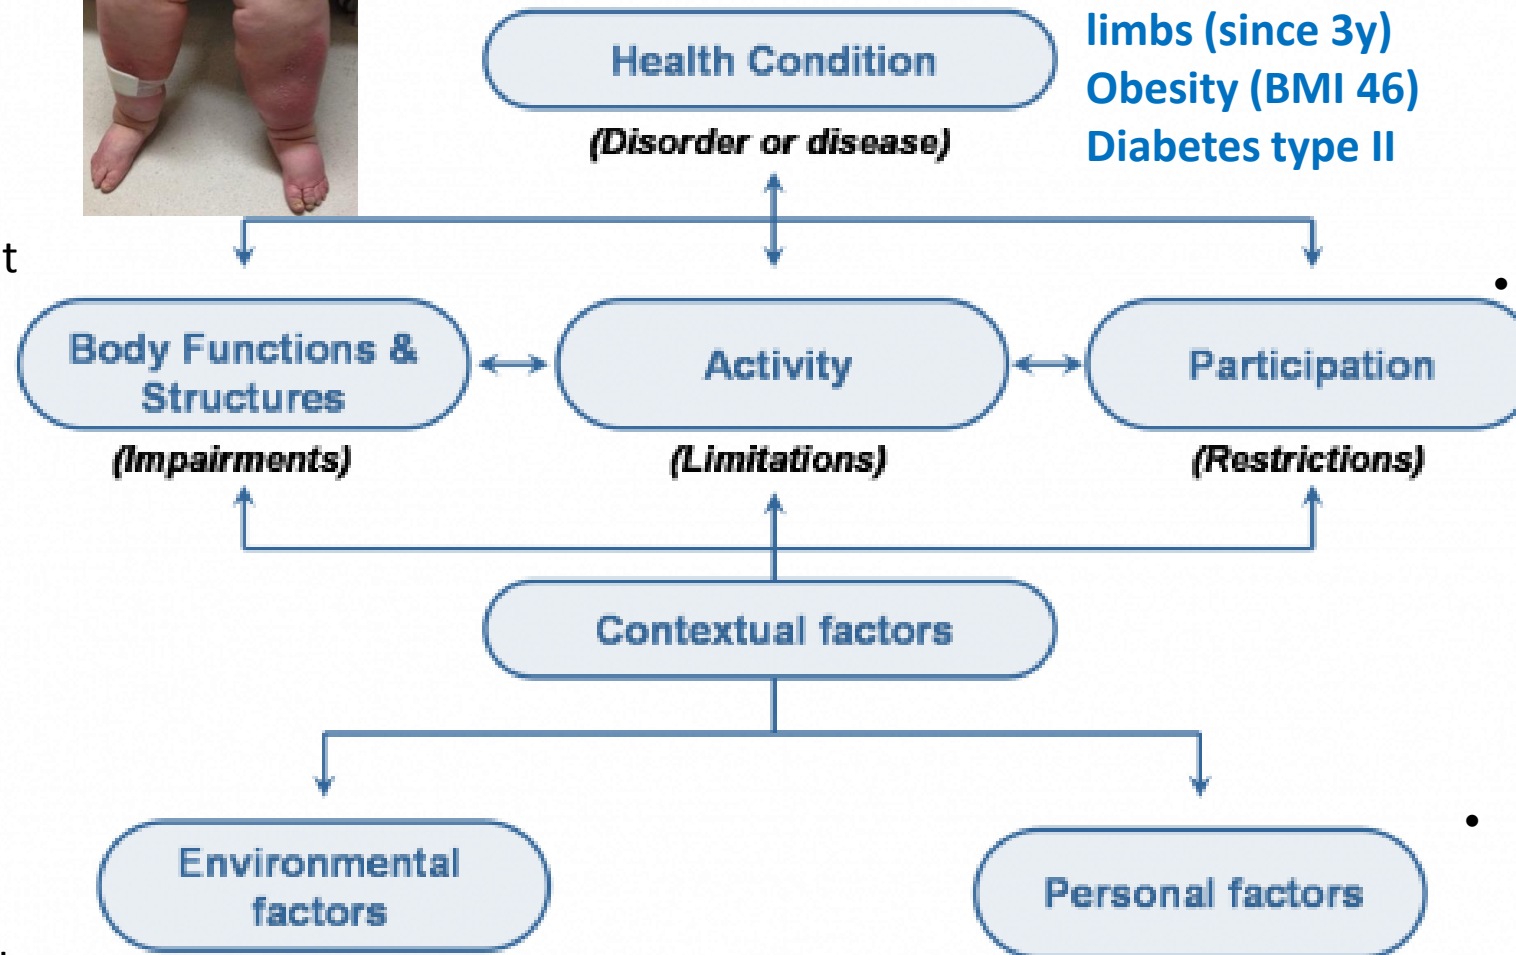 limbs (since 3y)
Health Condition
Obesity (BMI 46)
(Disorder or disease)
Diabetes type II
t
•
Body Functions &
Structures
Activity
Participation
(Impairments)
(Limitations)
(Restrictions)
Contextual factors
•
Environmental
factors
Personal factors